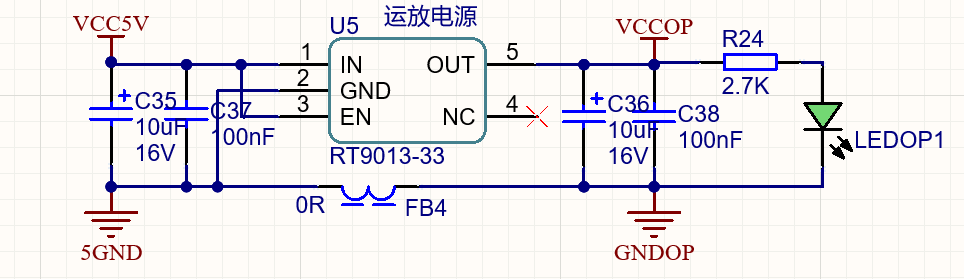 运放电源
VCC5V
U5
VCCOP
R24
2.7K
1
IN
OUT
5
2
GND
3
EN
NC
4
C35
10uF
16V
C37
100nF
RT9013-33
C36
10uF
16V
C38
100nF
LEDOP1
0R
FB4
5GND
GNDOP